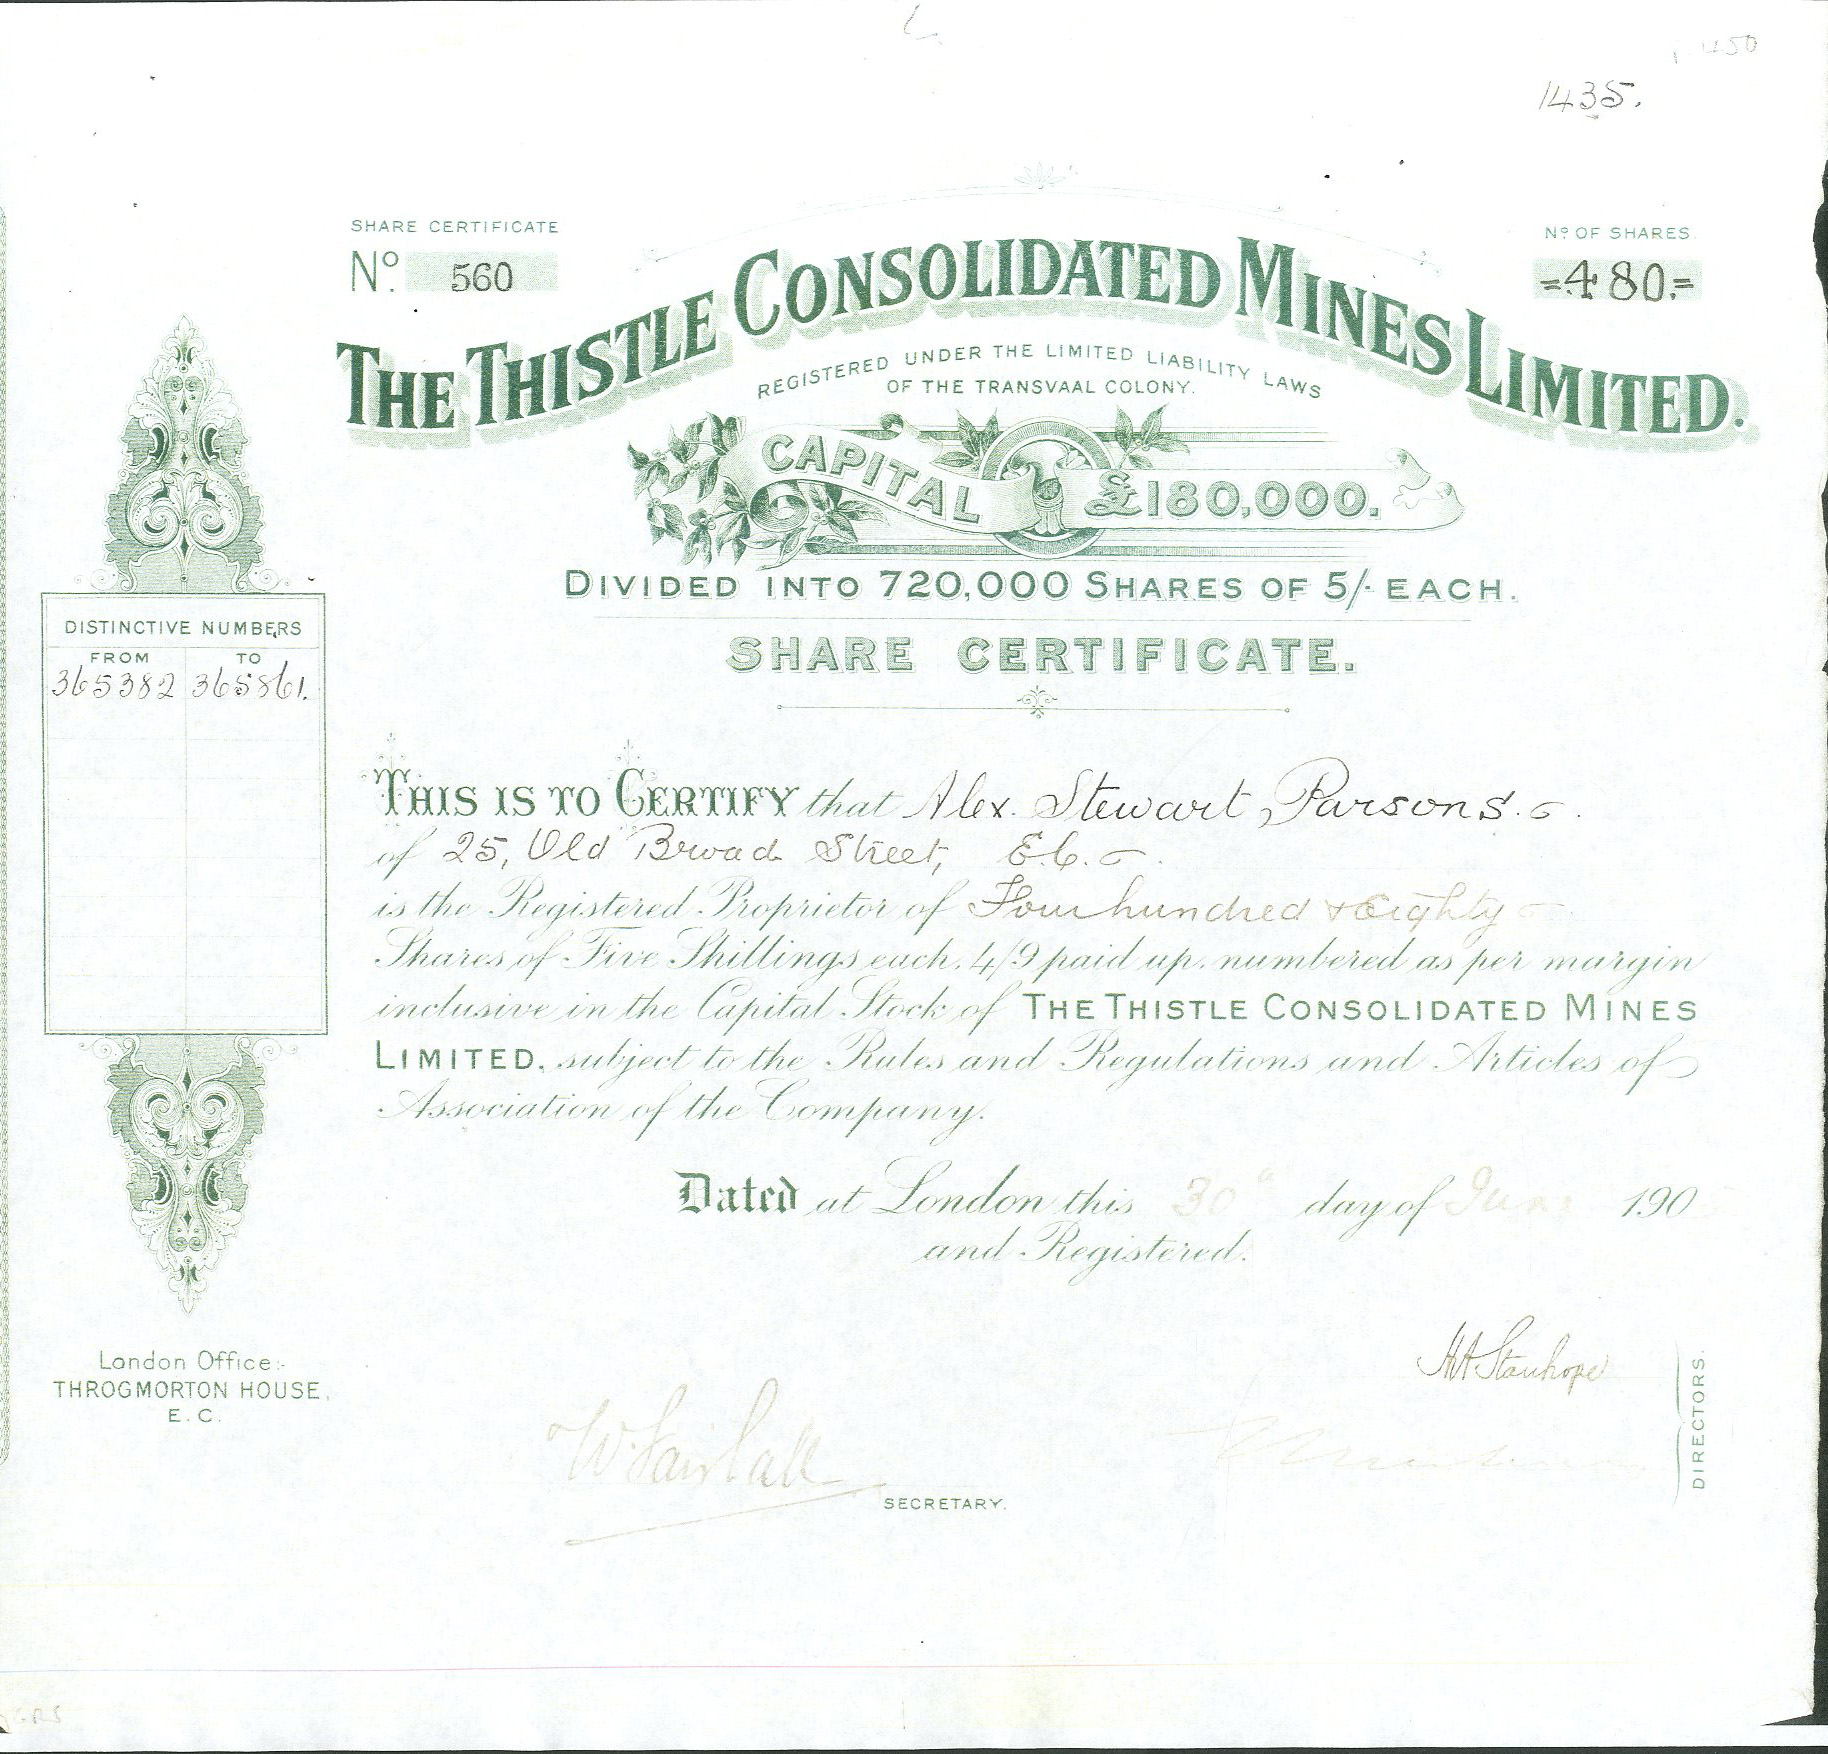 450
1435.
SHARE CERTIFICATE
No. 560
No OF SHARES
=480.=
THE THISTLE CONSOLIDATED MINES LIMITED.
REGISTERED UNDER THE LIMITED LIABILITY LAWS
OF THE TRANSVAAL COLONY.
CAPITAL £180,000.
DIVIDED INTO 720,000 SHARES OF 5/- EACH.
SHARE CERTIFICATE.
DISTINCTIVE NUMBERS
FROM TO
365382 365861.
THIS IS TO CERTIFY that Alex. Stewart Parsons.
of 25, Old Broad Street, E.C.
is the Registered Proprietor of Four hundred & Eighty
Shares of Five Shillings each, 4/9 paid up, numbered as per margin
inclusive in the Capital Stock of THE THISTLE CONSOLIDATED MINES
LIMITED, subject to the Rules and Regulations and Articles of
Association of the Company.
Dated at London this 30th day of June 190
and Registered.
London Office:-
THROGMORTON HOUSE,
E.C.
HA Stanhope
DIRECTORS.
W. Fairhall
SECRETARY.